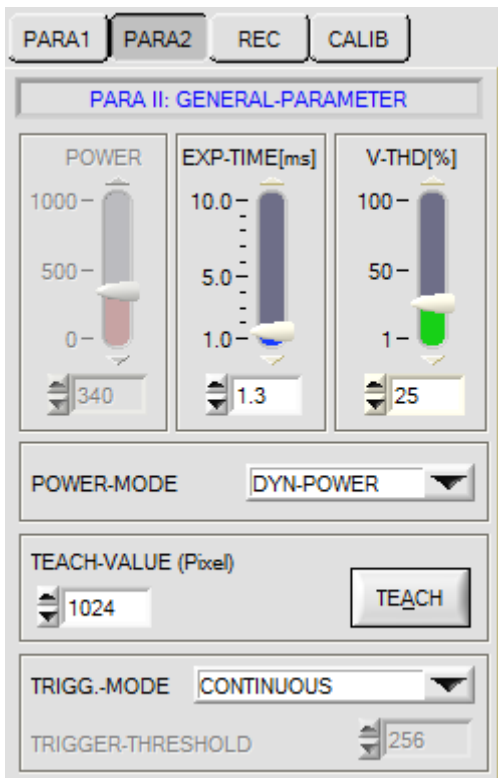 PARA1 PARA2 REC CALIB
PARA II: GENERAL-PARAMETER
POWER EXP-TIME[ms] V-THD[%]
1000 10.0 100
500 5.0 50
0 1.0 1
340 1.3 25
POWER-MODE DYN-POWER
TEACH-VALUE (Pixel)
1024 TEACH
TRIGG.-MODE CONTINUOUS
TRIGGER-THRESHOLD 256